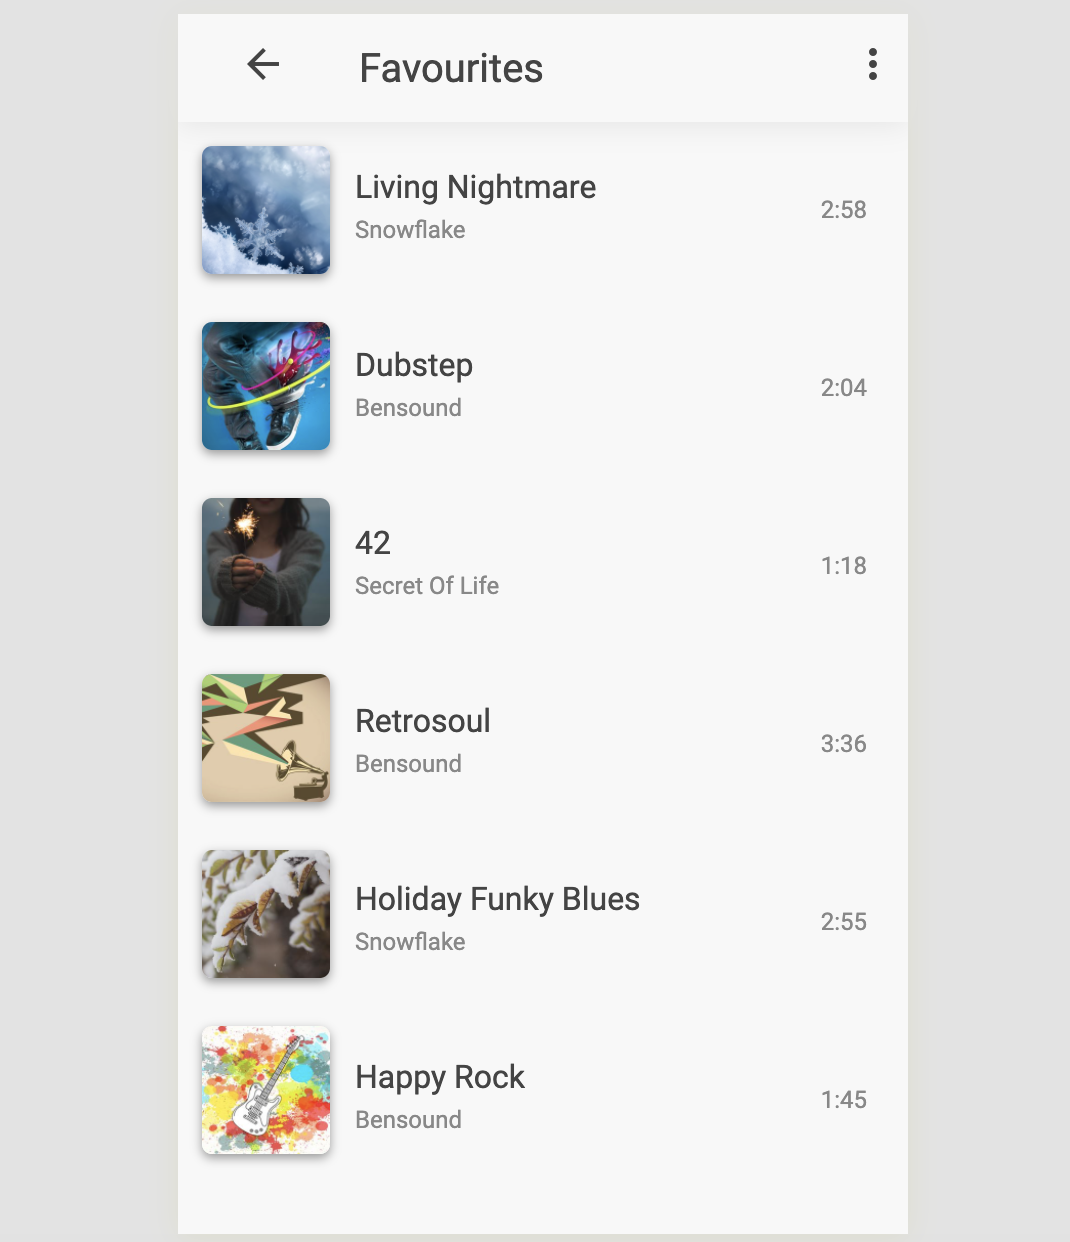 Favourites
Living Nightmare
Snowflake
2:58
Dubstep
Bensound
2:04
42
Secret Of Life
1:18
Retrosoul
Bensound
3:36
Holiday Funky Blues
Snowflake
2:55
Happy Rock
Bensound
1:45